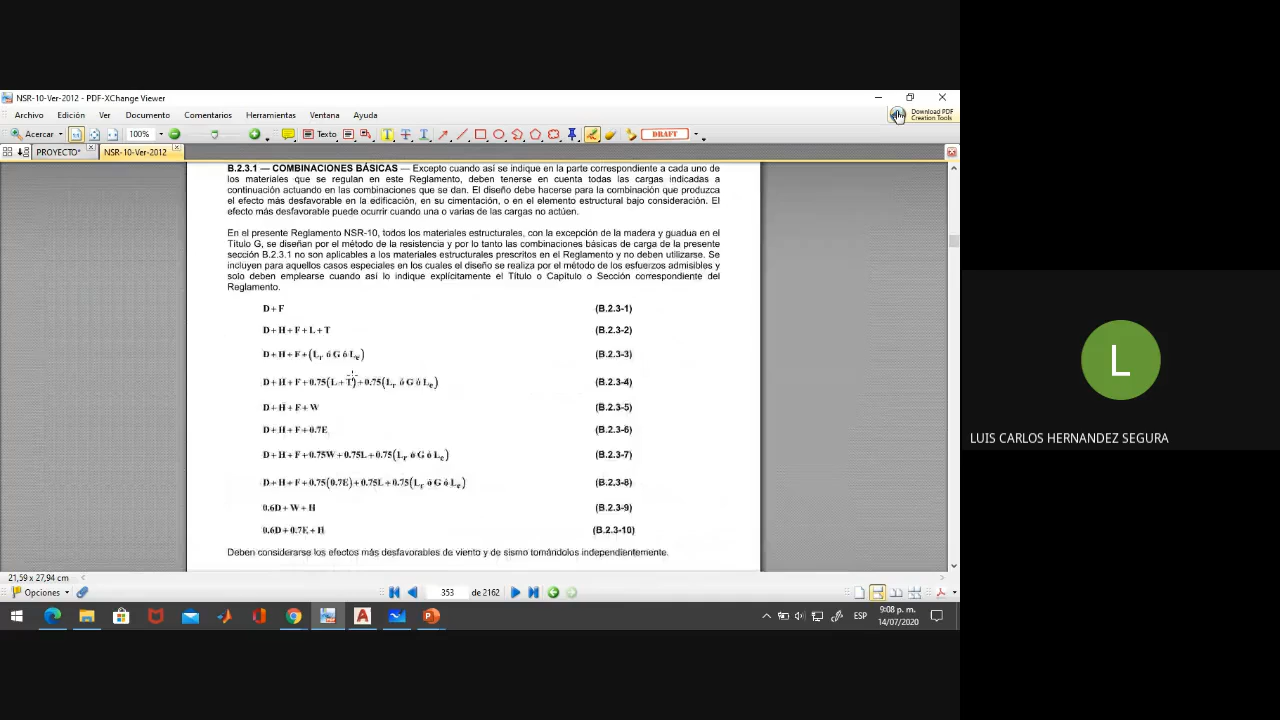 NSR-10-Ver-2012 - PDF-XChange Viewer
Archivo Edición Ver Documento Comentarios Herramientas Ventana Ayuda
Download PDF
Creation Tools
Acercar 100% Texto DRAFT
PROYECTO* NSR-10-Ver-2012
B.2.3.1 — COMBINACIONES BÁSICAS — Excepto cuando así se indique en la parte correspondiente a cada uno de
los materiales que se regulan en este Reglamento, deben tenerse en cuenta todas las cargas indicadas a
continuación actuando en las combinaciones que se dan. El diseño debe hacerse para la combinación que produzca
el efecto más desfavorable en la edificación, en su cimentación, o en el elemento estructural bajo consideración. El
efecto más desfavorable puede ocurrir cuando una o varias de las cargas no actúen.
En el presente Reglamento NSR-10, todos los materiales estructurales, con la excepción de la madera y guadua en el
Título G, se diseñan por el método de la resistencia y por lo tanto las combinaciones básicas de carga de la presente
sección B.2.3.1 no son aplicables a los materiales estructurales prescritos en el Reglamento y no deben utilizarse. Se
incluyen para aquellos casos especiales en los cuales el diseño se realiza por el método de los esfuerzos admisibles y
solo deben emplearse cuando así lo indique explícitamente el Título o Capítulo o Sección correspondiente del
Reglamento.
D + F (B.2.3-1)
D + H + F + L + T (B.2.3-2)
D + H + F + (Lr ó G ó Le) (B.2.3-3)
D + H + F + 0.75(L + T) + 0.75(Lr ó G ó Le) (B.2.3-4)
D + H + F + W (B.2.3-5)
D + H + F + 0.7E (B.2.3-6)
D + H + F + 0.75W + 0.75L + 0.75(Lr ó G ó Le) (B.2.3-7)
D + H + F + 0.75(0.7E) + 0.75L + 0.75(Lr ó G ó Le) (B.2.3-8)
0.6D + W + H (B.2.3-9)
0.6D + 0.7E + H (B.2.3-10)
Deben considerarse los efectos más desfavorables de viento y de sismo tomándolos independientemente.
21,59 x 27,94 cm
Opciones 353 de 2162
ESP 9:08 p. m.
14/07/2020
L
LUIS CARLOS HERNANDEZ SEGURA